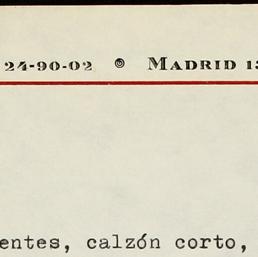 24-90-02 MADRID 1
entes, calzón corto,